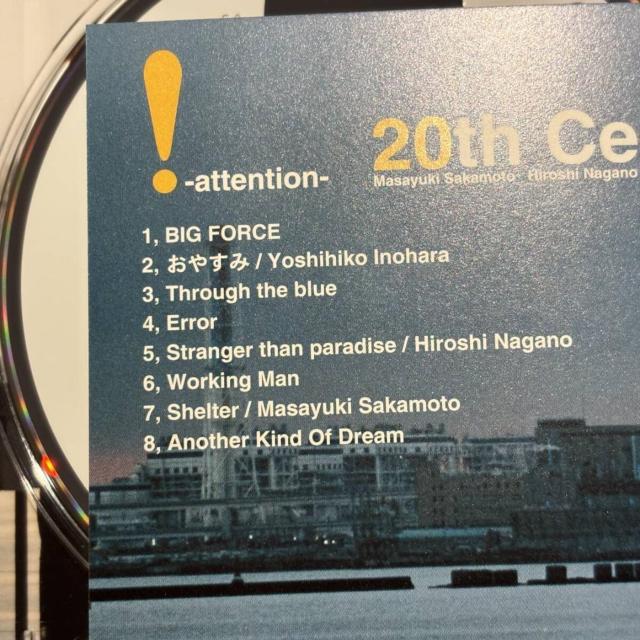 !
-attention-
20th Ce
Masayuki Sakamoto Hiroshi Nagano
1, BIG FORCE
2, おやすみ / Yoshihiko Inohara
3, Through the blue
4, Error
5, Stranger than paradise / Hiroshi Nagano
6, Working Man
7, Shelter / Masayuki Sakamoto
8, Another Kind Of Dream